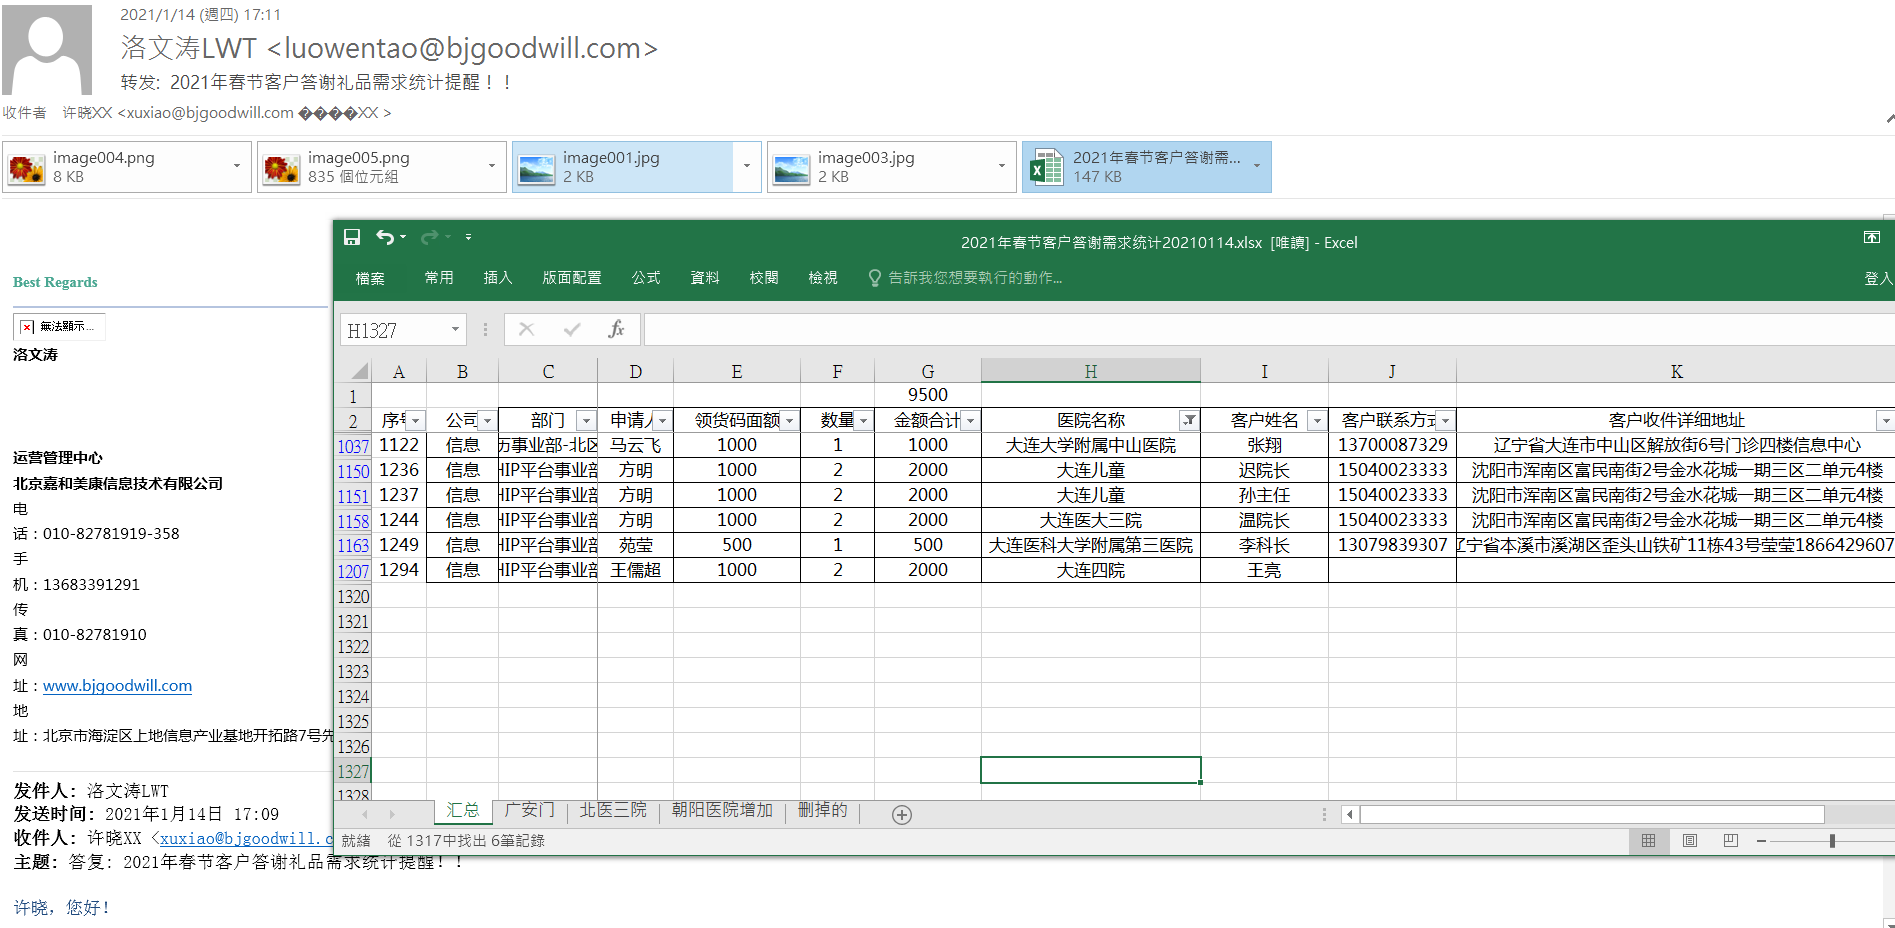 2021/1/14 (週四) 17:11
洛文涛LWT <luowentao@bjgoodwill.com>
转发: 2021年春节客户答谢礼品需求统计提醒！！
收件者 许晓XX <xuxiao@bjgoodwill.com ����XX >
image004.png
8 KB
image005.png
835 個位元組
image001.jpg
2 KB
image003.jpg
2 KB
2021年春节客户答谢需...
147 KB
Best Regards
無法顯示...
洛文涛
运营管理中心
北京嘉和美康信息技术有限公司
电
话：010-82781919-358
手
机：13683391291
传
真：010-82781910
网
址：www.bjgoodwill.com
地
址：北京市海淀区上地信息产业基地开拓路7号先
发件人: 洛文涛LWT
发送时间: 2021年1月14日 17:09
收件人: 许晓XX <xuxiao@bjgoodwill.c
主题: 答复: 2021年春节客户答谢礼品需求统计提醒！！
许晓，您好！
2021年春节客户答谢需求统计20210114.xlsx [唯讀] - Excel
檔案 常用 插入 版面配置 公式 資料 校閱 檢視 告訴我您想要執行的動作... 登入
H1327 fx
A B C D E F G H I J K
1 9500
2 序号 公司 部门 申请人 领货码面额 数量 金额合计 医院名称 客户姓名 客户联系方式 客户收件详细地址
1037 1122 信息 历事业部-北区 马云飞 1000 1 1000 大连大学附属中山医院 张翔 13700087329 辽宁省大连市中山区解放街6号门诊四楼信息中心
1150 1236 信息 HIP平台事业部 方明 1000 2 2000 大连儿童 迟院长 15040023333 沈阳市浑南区富民南街2号金水花城一期三区二单元4楼
1151 1237 信息 HIP平台事业部 方明 1000 2 2000 大连儿童 孙主任 15040023333 沈阳市浑南区富民南街2号金水花城一期三区二单元4楼
1158 1244 信息 HIP平台事业部 方明 1000 2 2000 大连医大三院 温院长 15040023333 沈阳市浑南区富民南街2号金水花城一期三区二单元4楼
1163 1249 信息 HIP平台事业部 苑莹 500 1 500 大连医科大学附属第三医院 李科长 13079839307 辽宁省本溪市溪湖区歪头山铁矿11栋43号莹莹1866429607
1207 1294 信息 HIP平台事业部 王儒超 1000 2 2000 大连四院 王亮
1320
1321
1322
1323
1324
1325
1326
1327
1328
汇总 广安门 北医三院 朝阳医院增加 删掉的
就緒 從 1317中找出 6筆記錄